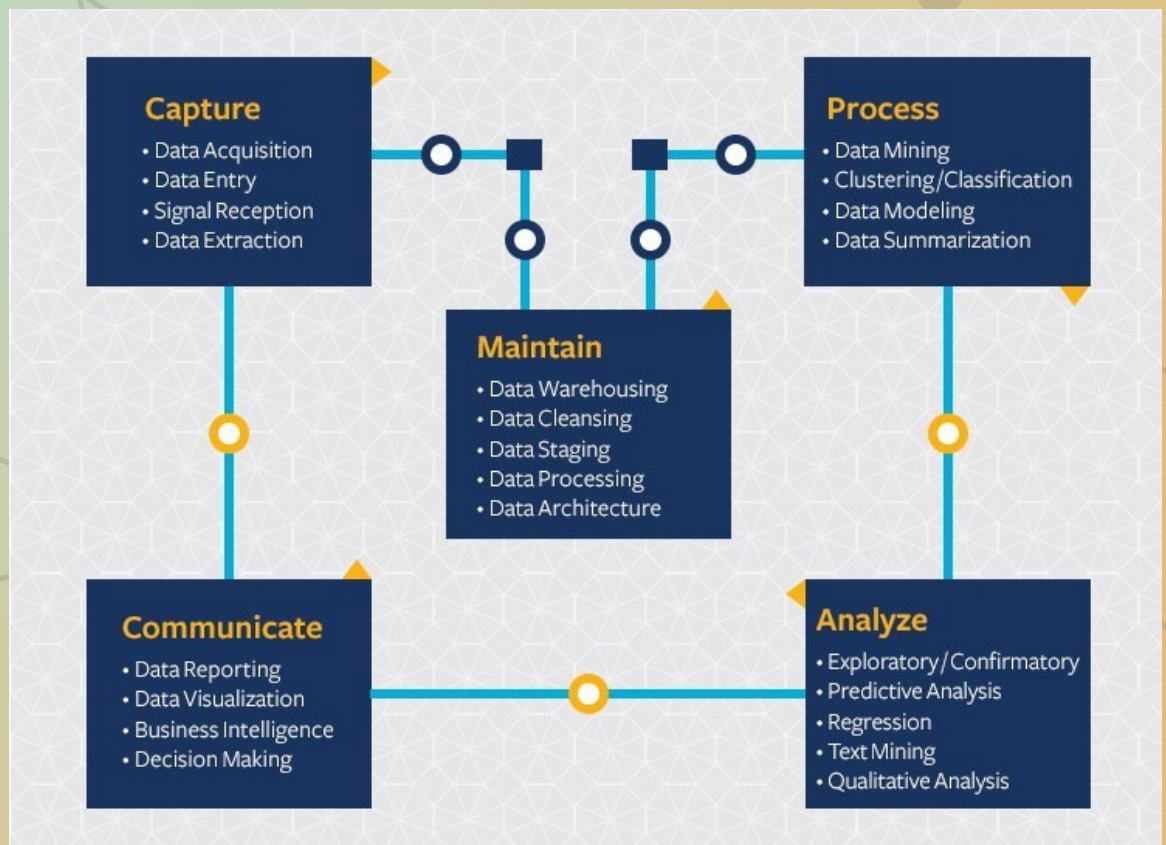 Capture
• Data Acquisition
• Data Entry
• Signal Reception
• Data Extraction
Process
• Data Mining
• Clustering/Classification
• Data Modeling
• Data Summarization
Maintain
• Data Warehousing
• Data Cleansing
• Data Staging
• Data Processing
• Data Architecture
Communicate
• Data Reporting
• Data Visualization
• Business Intelligence
• Decision Making
Analyze
• Exploratory/Confirmatory
• Predictive Analysis
• Regression
• Text Mining
• Qualitative Analysis